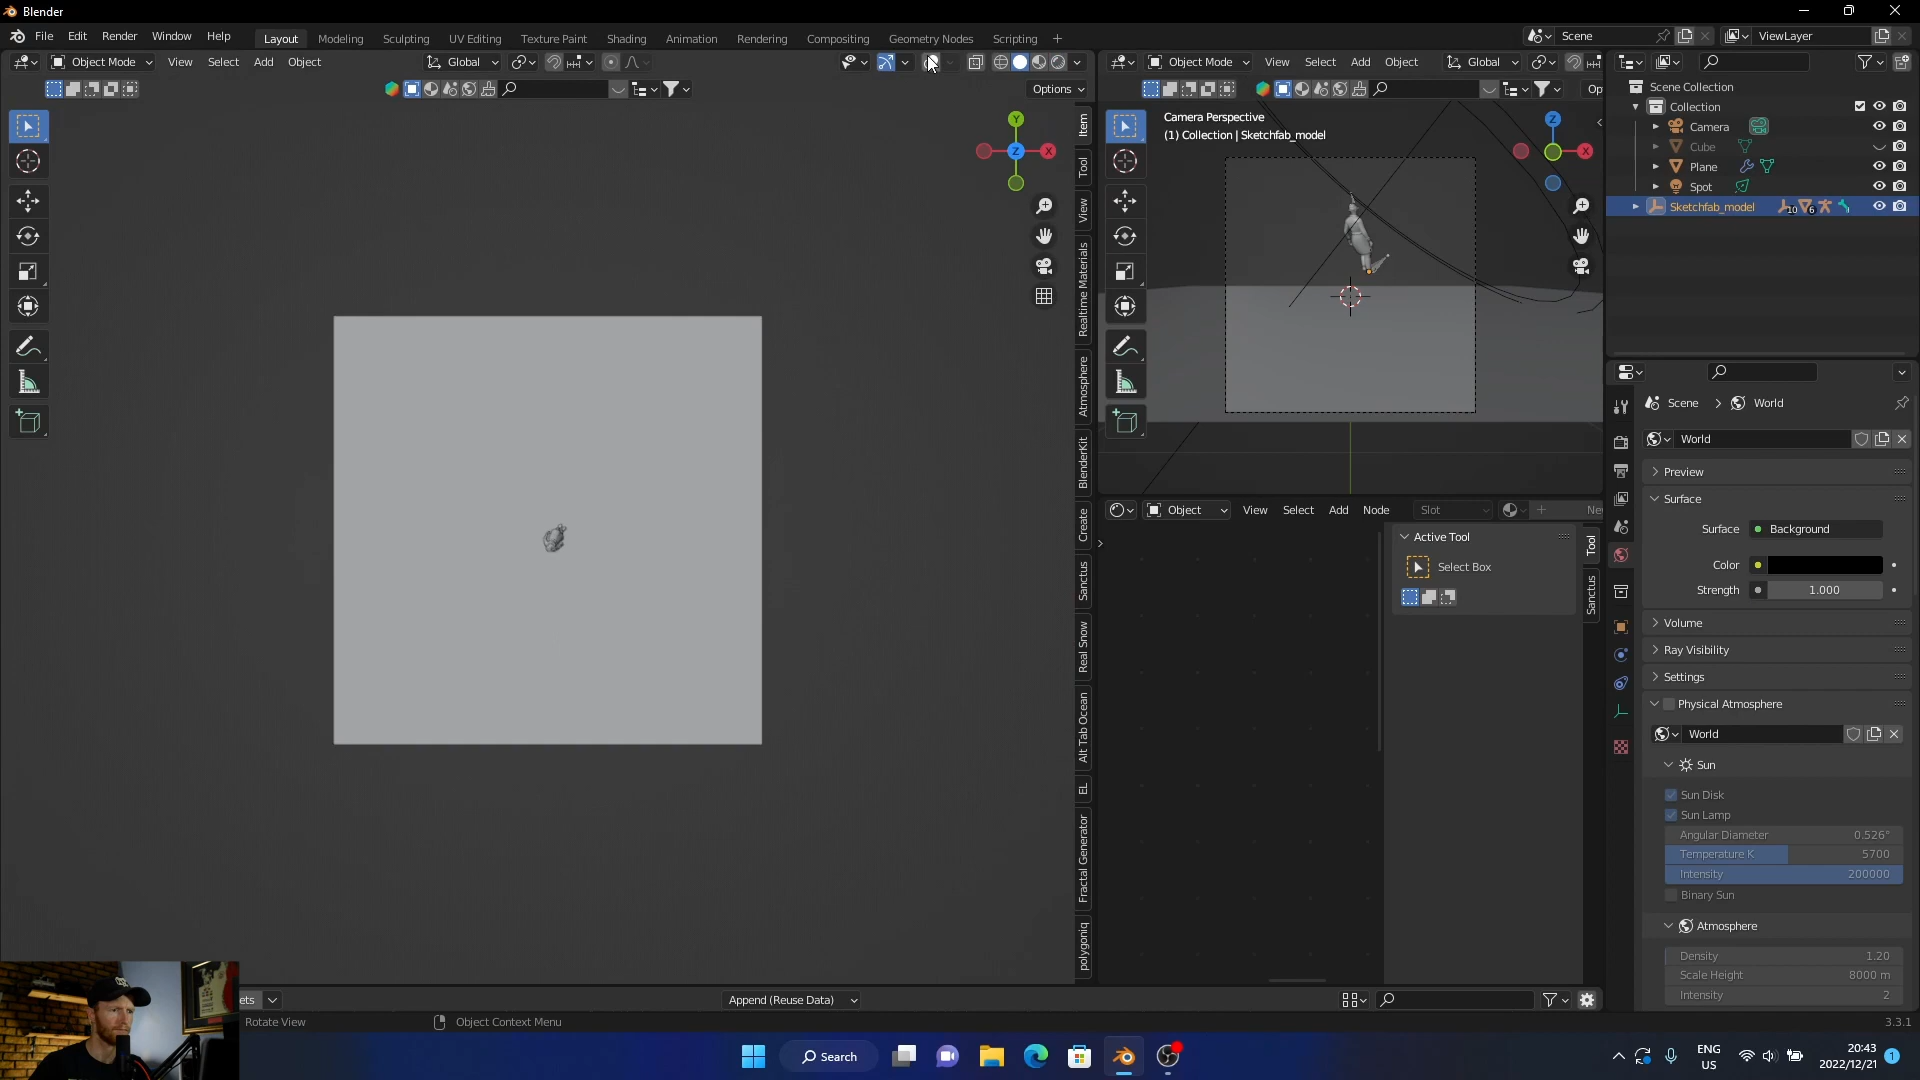 Blender
File Edit Render Window Help
Layout Modeling Sculpting UV Editing Texture Paint Shading Animation Rendering Compositing Geometry Nodes Scripting +
Scene
ViewLayer
Object Mode View Select Add Object Global
Options
Object Mode View Select Add Object Global
Op
Y
Z
X
Item
Tool
View
Realtime Materials
Atmosphere
BlenderKit
Create
Sanctus
Real Snow
Alt Tab Ocean
EL
Fractal Generator
polygoniq
Camera Perspective
(1) Collection | Sketchfab_model
Z
X
Object View Select Add Node Slot Ne
Active Tool
Select Box
Tool
Sanctus
Scene Collection
Collection
Camera
Cube
Plane
Spot
Sketchfab_model 10 6
Scene > World
World
Preview
Surface
Surface Background
Color
Strength 1.000
Volume
Ray Visibility
Settings
Physical Atmosphere
World
Sun
Sun Disk
Sun Lamp
Angular Diameter 0.526°
Temperature K 5700
Intensity 200000
Binary Sun
Atmosphere
Density 1.20
Scale Height 8000 m
Intensity 2
ets
Append (Reuse Data)
Rotate View
Object Context Menu
3.3.1
Search
ENG
US
20:43
2022/12/21
1